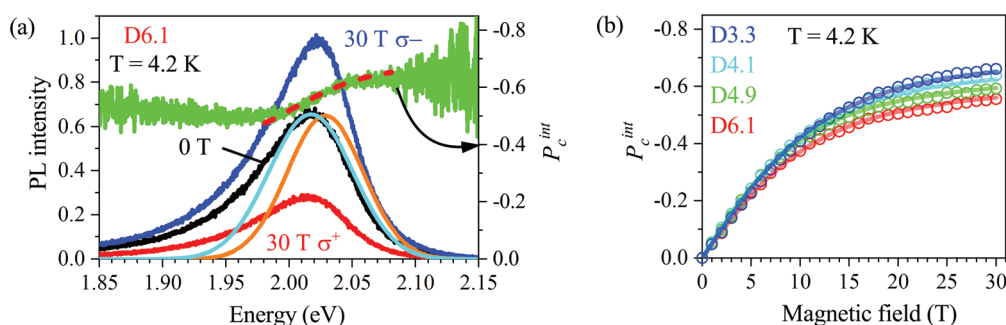 (a)
D6.1
T = 4.2 K
30 T σ−
0 T
30 T σ+
PL intensity
1.0
0.8
0.6
0.4
0.2
0.0
-0.8
-0.6
-0.4
-0.2
0.0
P_c^int
1.85 1.90 1.95 2.00 2.05 2.10 2.15
Energy (eV)
(b)
D3.3
D4.1
D4.9
D6.1
T = 4.2 K
P_c^int
-0.8
-0.6
-0.4
-0.2
-0.0
0 5 10 15 20 25 30
Magnetic field (T)